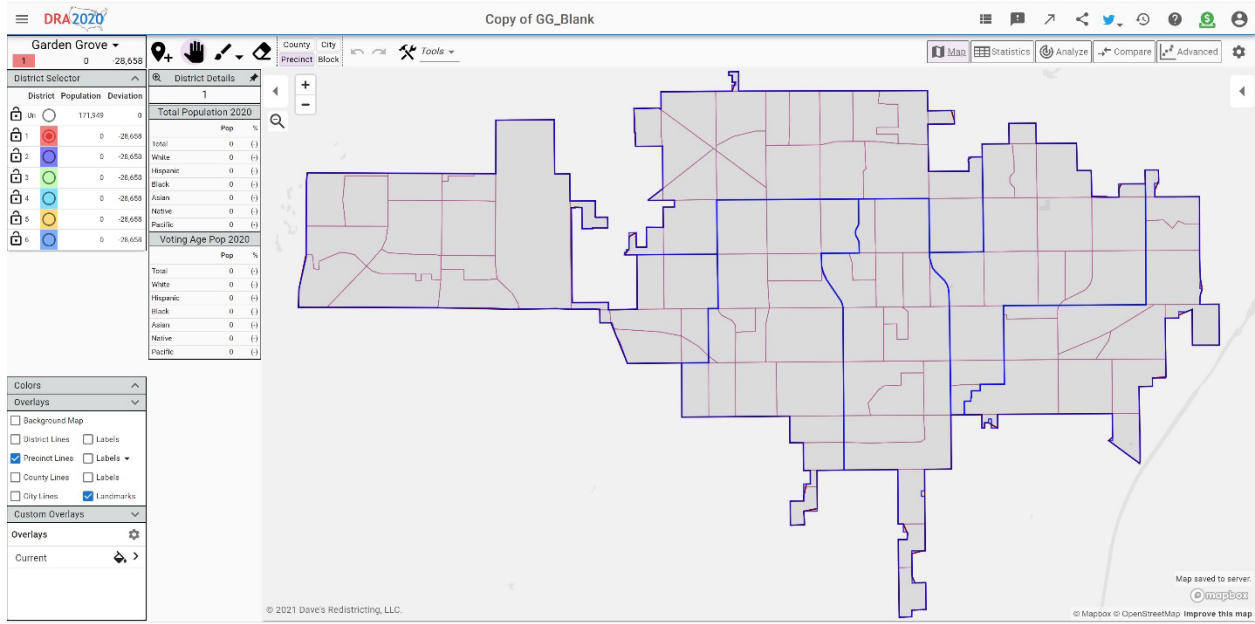 DRA2020
Copy of GG_Blank
Garden Grove
1 0 -28,658
District Selector
District Population Deviation
Un 171,949 0
1 0 -28,658
2 0 -28,658
3 0 -28,658
4 0 -28,658
5 0 -28,658
6 0 -28,658
County City
Precinct Block
Tools
Map Statistics Analyze Compare Advanced
District Details
1
Total Population 2020
Pop %
Total 0 (-)
White 0 (-)
Hispanic 0 (-)
Black 0 (-)
Asian 0 (-)
Native 0 (-)
Pacific 0 (-)
Voting Age Pop 2020
Pop %
Total 0 (-)
White 0 (-)
Hispanic 0 (-)
Black 0 (-)
Asian 0 (-)
Native 0 (-)
Pacific 0 (-)
Colors
Overlays
Background Map
District Lines Labels
Precinct Lines Labels
County Lines Labels
City Lines Landmarks
Custom Overlays
Overlays
Current
© 2021 Dave's Redistricting, LLC.
Map saved to server.
mapbox
© Mapbox © OpenStreetMap Improve this map